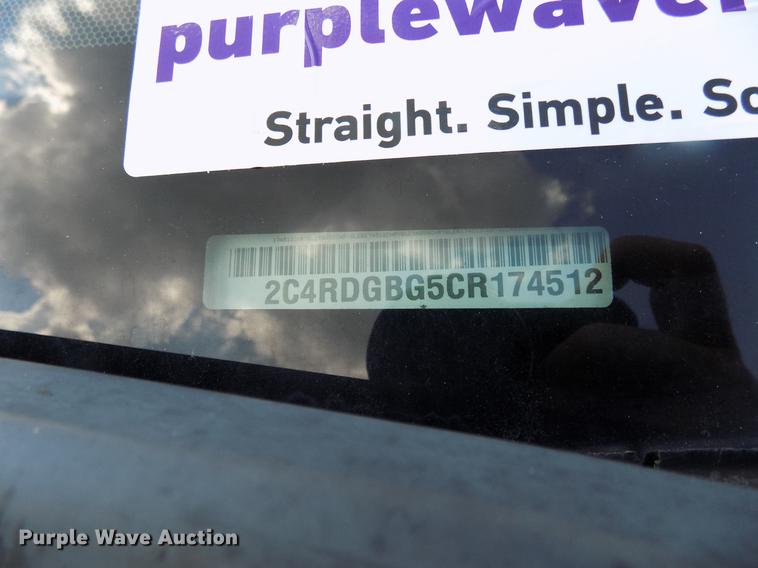 purplewave
Straight. Simple. So
2C4RDGBG5CR174512
Purple Wave Auction